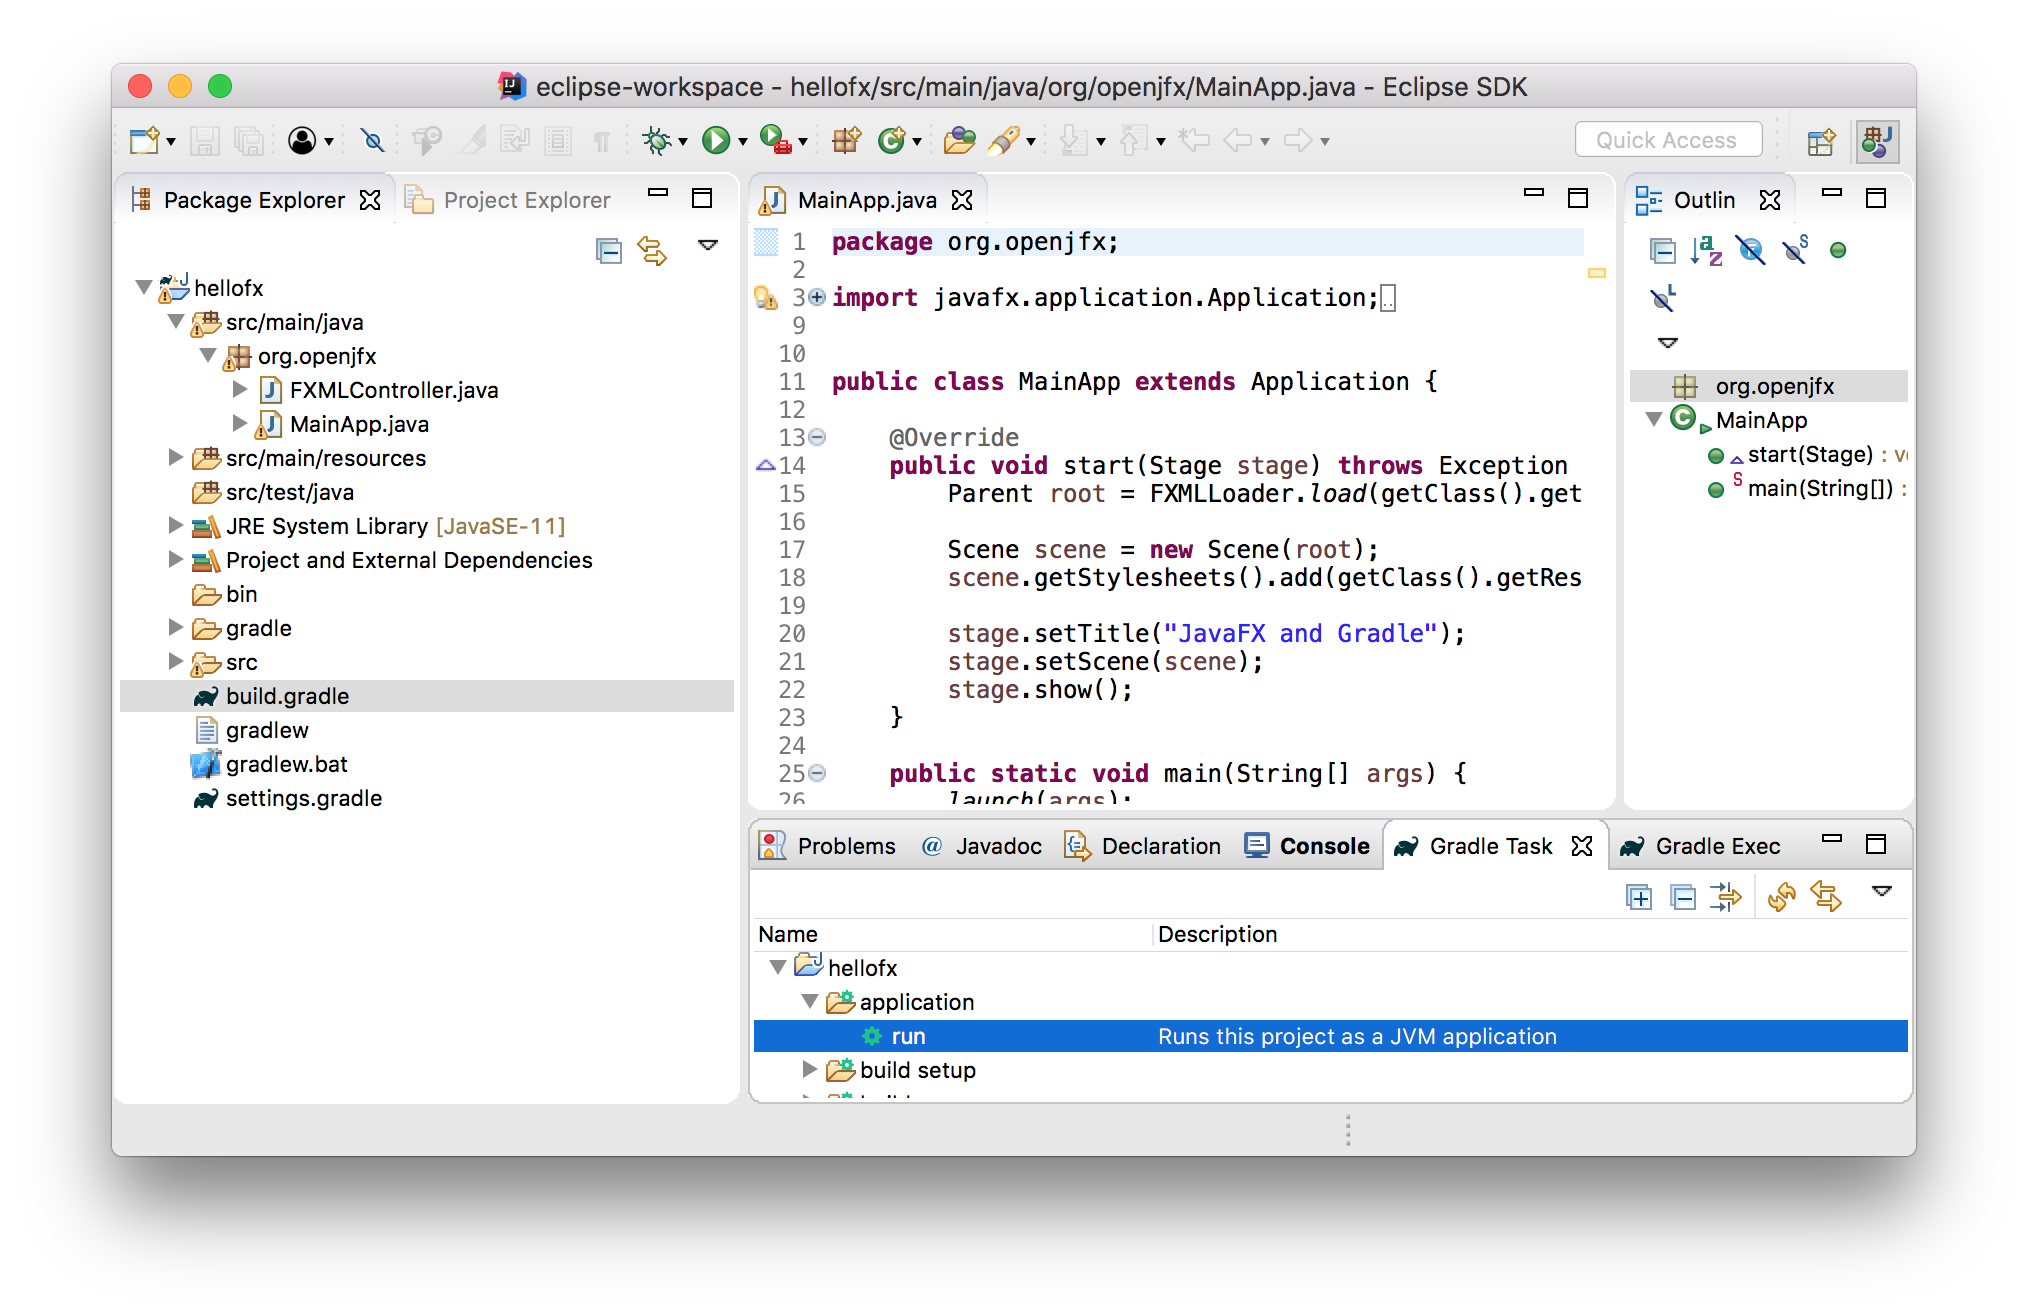 eclipse-workspace - hellofx/src/main/java/org/openjfx/MainApp.java - Eclipse SDK
Quick Access
Package Explorer
Project Explorer
hellofx
src/main/java
org.openjfx
FXMLController.java
MainApp.java
src/main/resources
src/test/java
JRE System Library [JavaSE-11]
Project and External Dependencies
bin
gradle
src
build.gradle
gradlew
gradlew.bat
settings.gradle
MainApp.java
1 package org.openjfx;
2
3 import javafx.application.Application;
9
10
11 public class MainApp extends Application {
12
13 @Override
14 public void start(Stage stage) throws Exception
15 Parent root = FXMLLoader.load(getClass().get
16
17 Scene scene = new Scene(root);
18 scene.getStylesheets().add(getClass().getRes
19
20 stage.setTitle("JavaFX and Gradle");
21 stage.setScene(scene);
22 stage.show();
23 }
24
25 public static void main(String[] args) {
26 launch(args);
Outlin
org.openjfx
MainApp
start(Stage) :
main(String[]) :
Problems
Javadoc
Declaration
Console
Gradle Task
Gradle Exec
Name Description
hellofx
application
run Runs this project as a JVM application
build setup